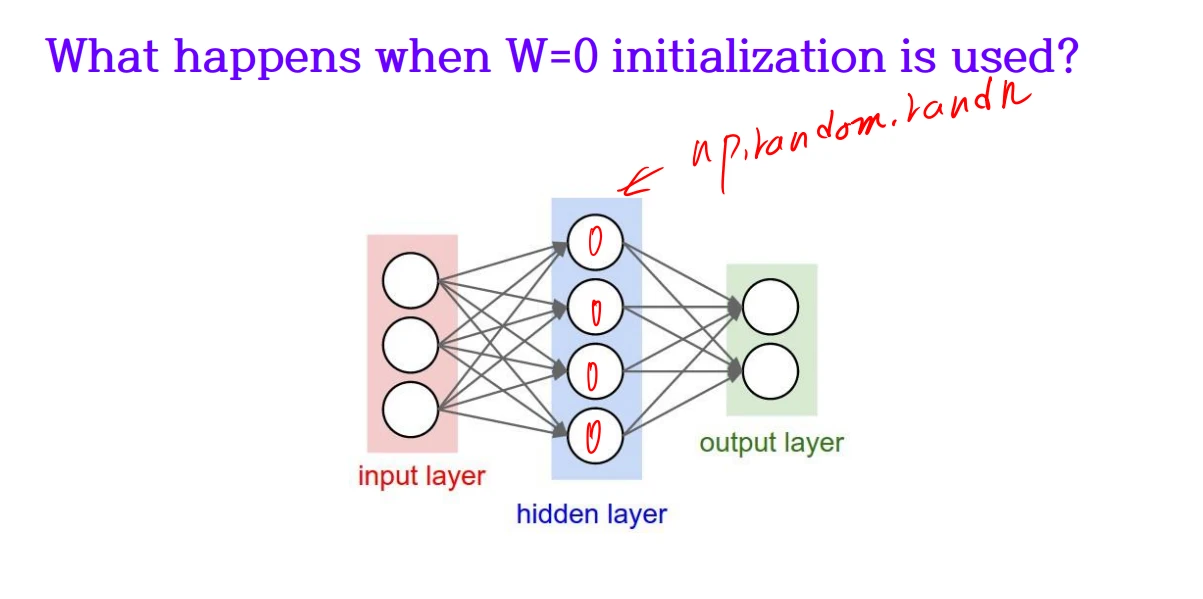 What happens when W=0 initialization is used?
np.random.randn
0
0
0
0
input layer
output layer
hidden layer